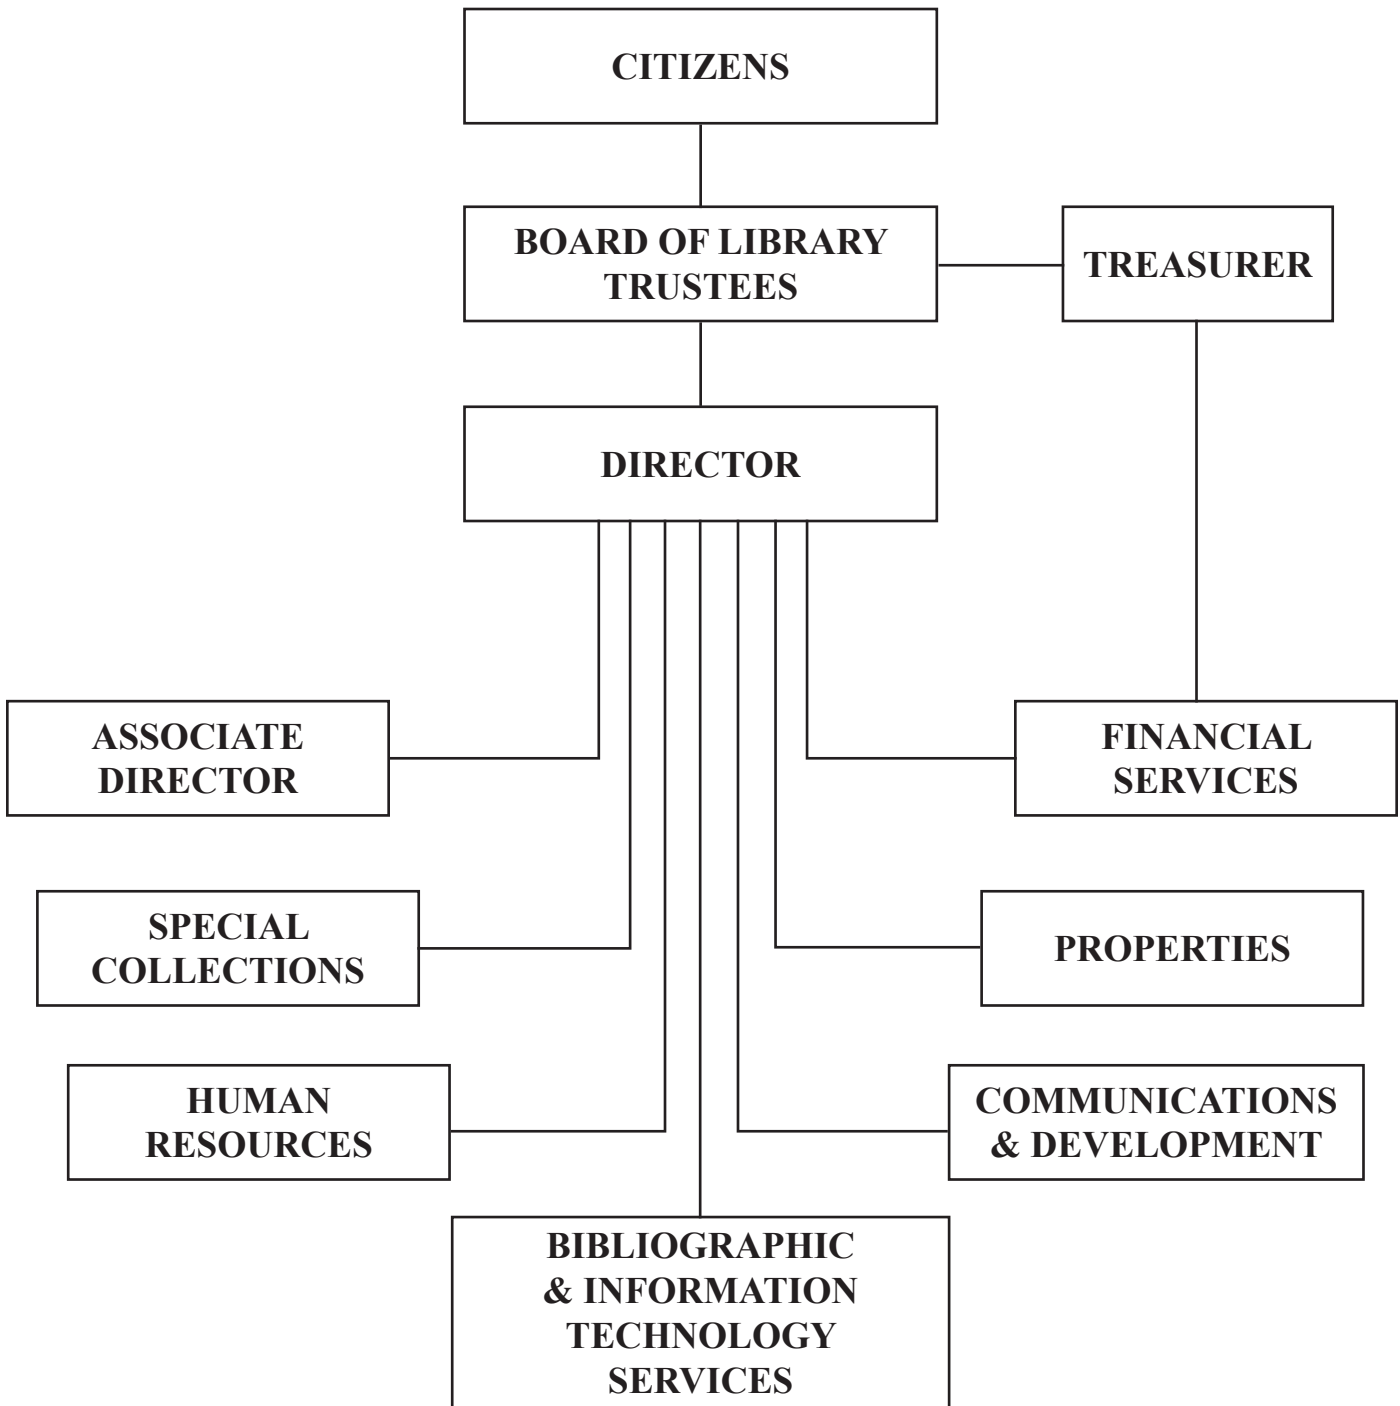 CITIZENS
BOARD OF LIBRARY
TRUSTEES
TREASURER
DIRECTOR
ASSOCIATE
DIRECTOR
FINANCIAL
SERVICES
SPECIAL
COLLECTIONS
PROPERTIES
HUMAN
RESOURCES
COMMUNICATIONS
& DEVELOPMENT
BIBLIOGRAPHIC
& INFORMATION
TECHNOLOGY
SERVICES